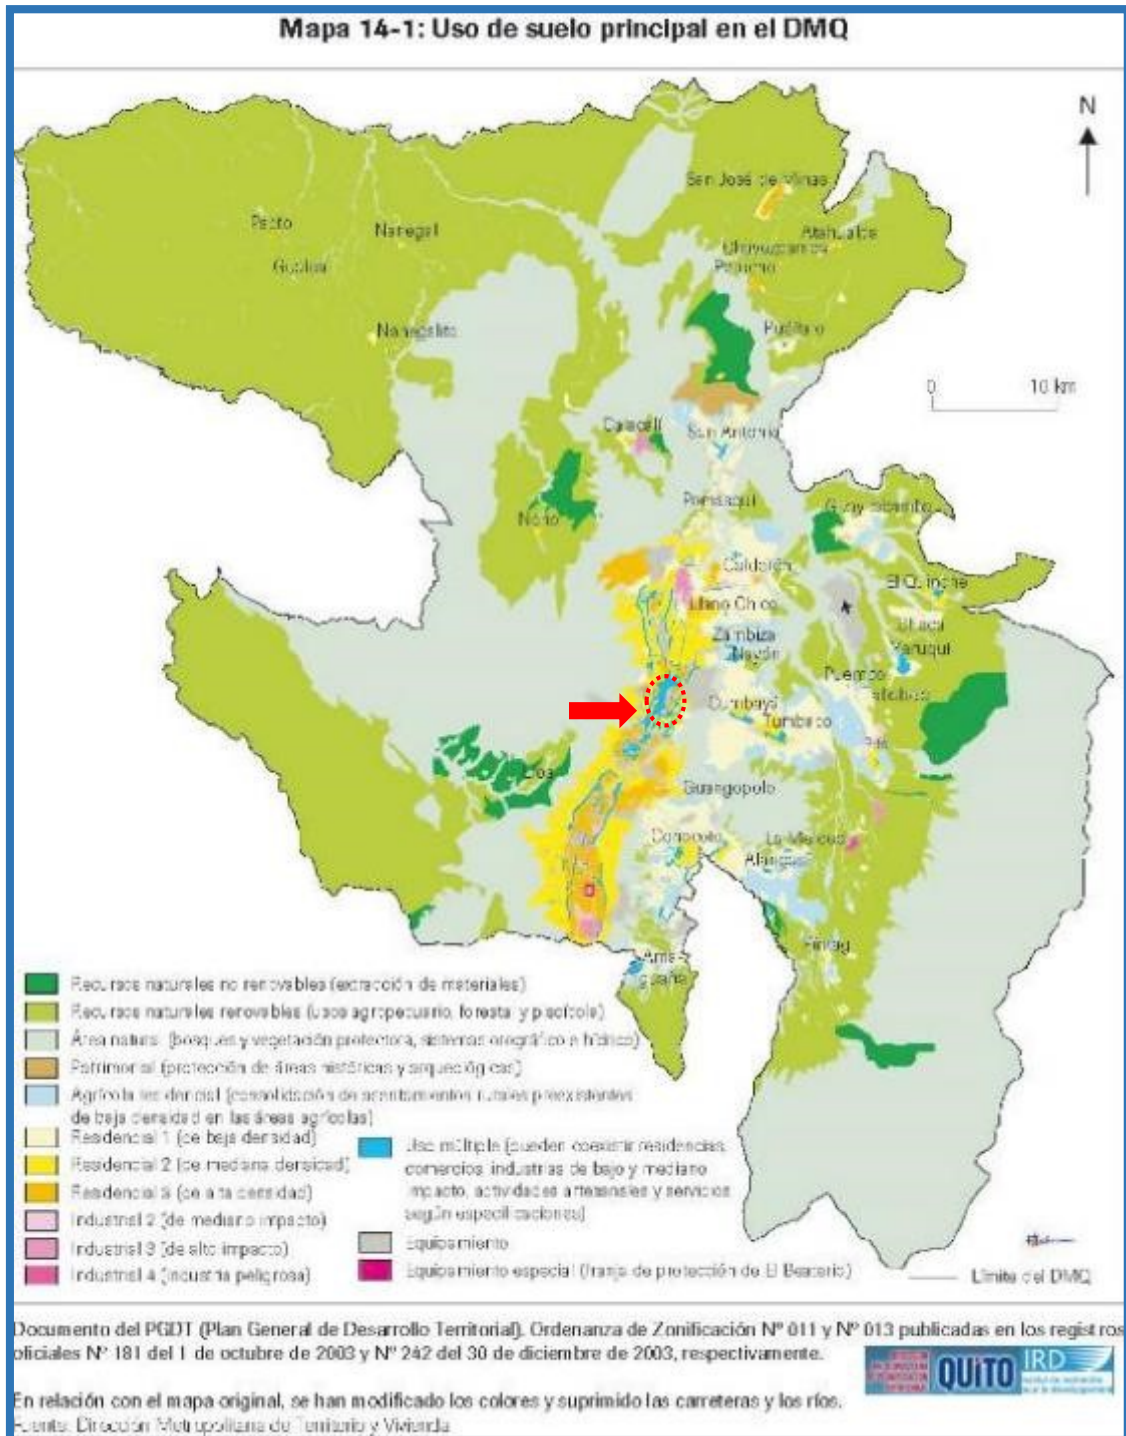 Mapa 14-1: Uso de suelo principal en el DMQ
N
San José de Minas
Pacto
Nanegal
Atahualpa
Gualea
Chavezpamba
Perucho
Nanegalito
Puéllaro
0 10 km
Calacalí
San Antonio
Pomasqui
Guayllabamba
Nono
Calderón
El Quinche
Llano Chico
Checa
Zámbiza
Yaruquí
Nayón
Puembo
Cumbayá
Tumbaco
Pifo
Lloa
Guangopolo
Conocoto
La Merced
Alangasí
Píntag
Ama-
guaña
Recursos naturales no renovables (extracción de materiales)
Recursos naturales renovables (usos agropecuario, forestal y piscícola)
Área natural (bosques y vegetación protectora, sistemas orográfico e hídrico)
Patrimonial (protección de áreas históricas y arqueológicas)
Agrícola residencial (consolidación de asentamientos rurales preexistentes
de baja densidad en las áreas agrícolas)
Residencial 1 (de baja densidad)
Residencial 2 (de mediana densidad)
Residencial 3 (de alta densidad)
Industrial 2 (de mediano impacto)
Industrial 3 (de alto impacto)
Industrial 4 (industria peligrosa)
Uso múltiple (pueden coexistir residencias,
comercios, industrias de bajo y mediano
impacto, actividades artesanales y servicios
según especificaciones)
Equipamiento
Equipamiento especial (franja de protección de El Beaterio)
Límite del DMQ
Documento del PGDT (Plan General de Desarrollo Territorial). Ordenanza de Zonificación Nº 011 y Nº 013 publicadas en los registros
oficiales Nº 181 del 1 de octubre de 2003 y Nº 242 del 30 de diciembre de 2003, respectivamente.
QUITO
IRD
En relación con el mapa original, se han modificado los colores y suprimido las carreteras y los ríos.
Fuente: Dirección Metropolitana de Territorio y Vivienda